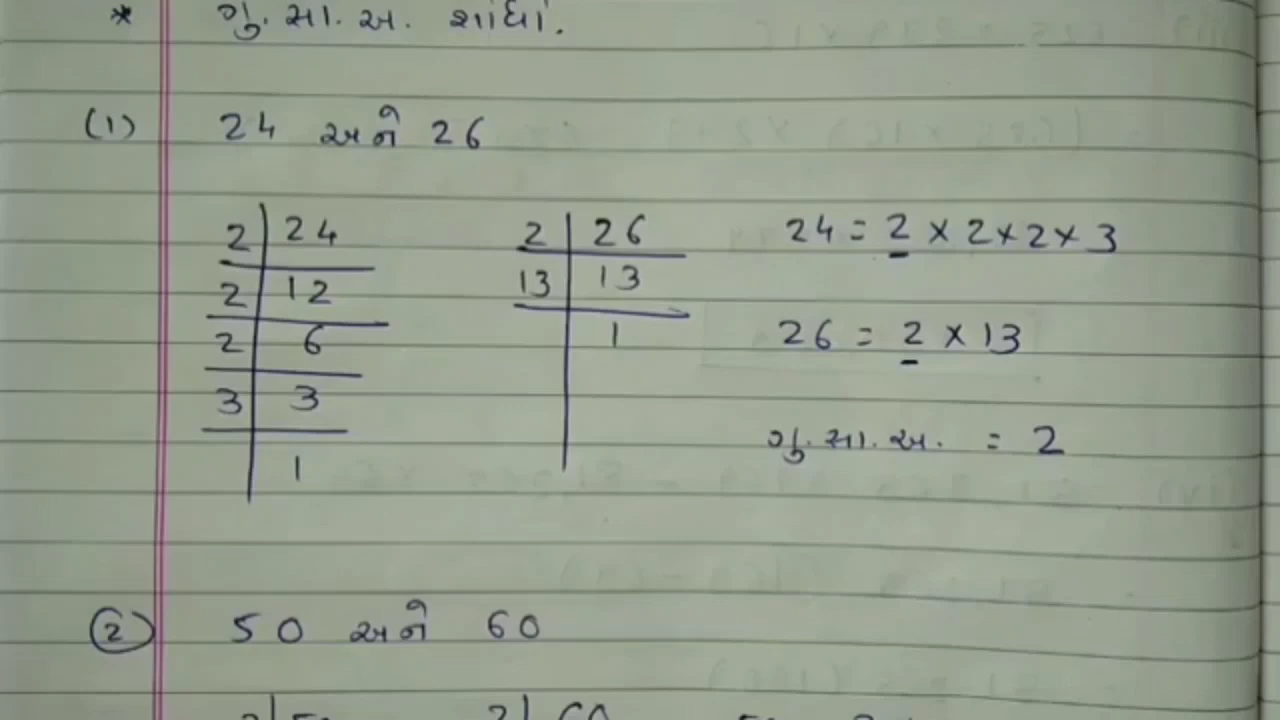 * ગુ. સા. અ. શોધો.
(1) 24 અને 26
2 | 24
2 | 12
2 | 6
3 | 3
1
2 | 26
13 | 13
1
24 = 2 × 2 × 2 × 3
26 = 2 × 13
ગુ. સા. અ. = 2
(2) 50 અને 60